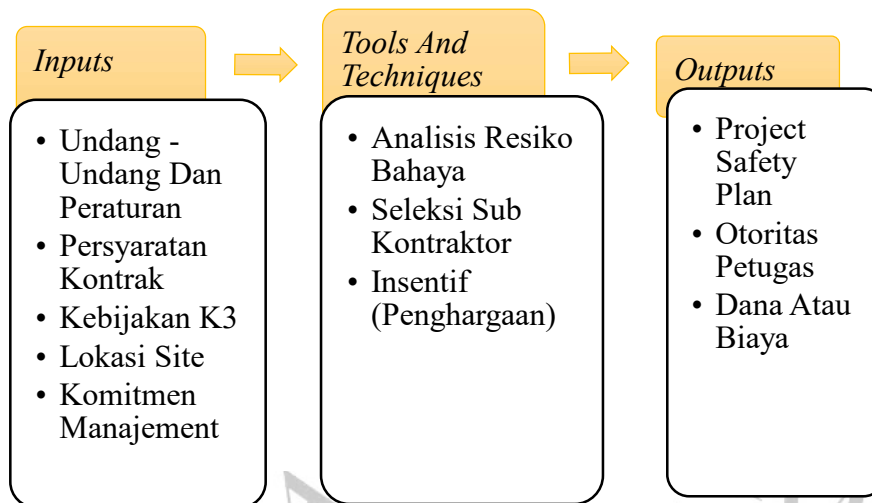 Inputs
• Undang -
Undang Dan
Peraturan
• Persyaratan
Kontrak
• Kebijakan K3
• Lokasi Site
• Komitmen
Manajement
Tools And
Techniques
• Analisis Resiko
Bahaya
• Seleksi Sub
Kontraktor
• Insentif
(Penghargaan)
Outputs
• Project
Safety
Plan
• Otoritas
Petugas
• Dana Atau
Biaya